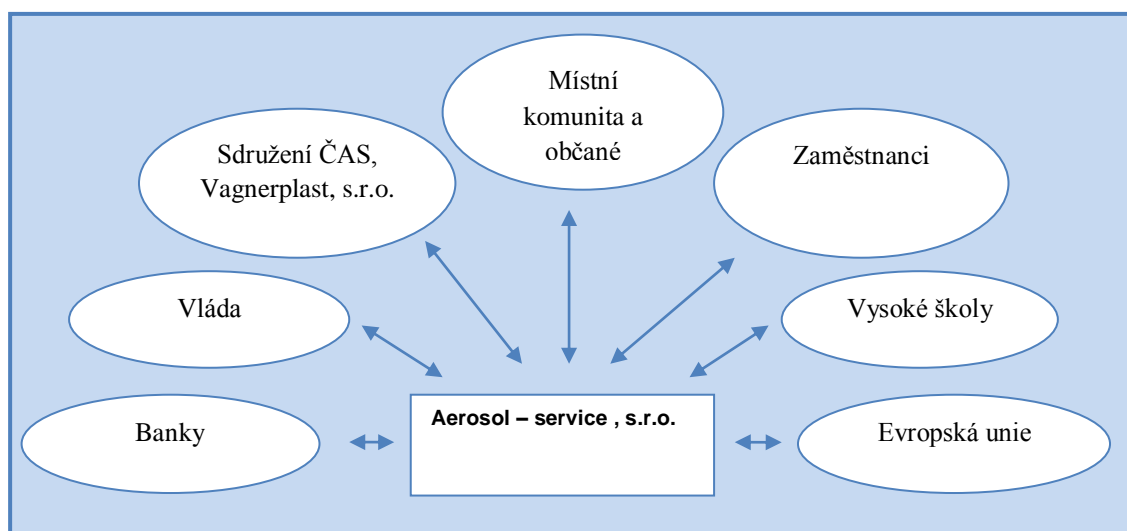 Místní
komunita a
občané
Sdružení ČAS,
Vagnerplast, s.r.o.
Zaměstnanci
Vláda
Vysoké školy
Banky
Aerosol – service , s.r.o.
Evropská unie